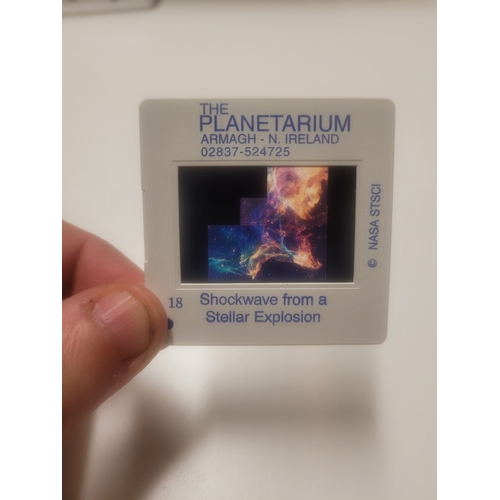 THE
PLANETARIUM
ARMAGH - N. IRELAND
02837-524725
© NASA STSCI
18 Shockwave from a
Stellar Explosion